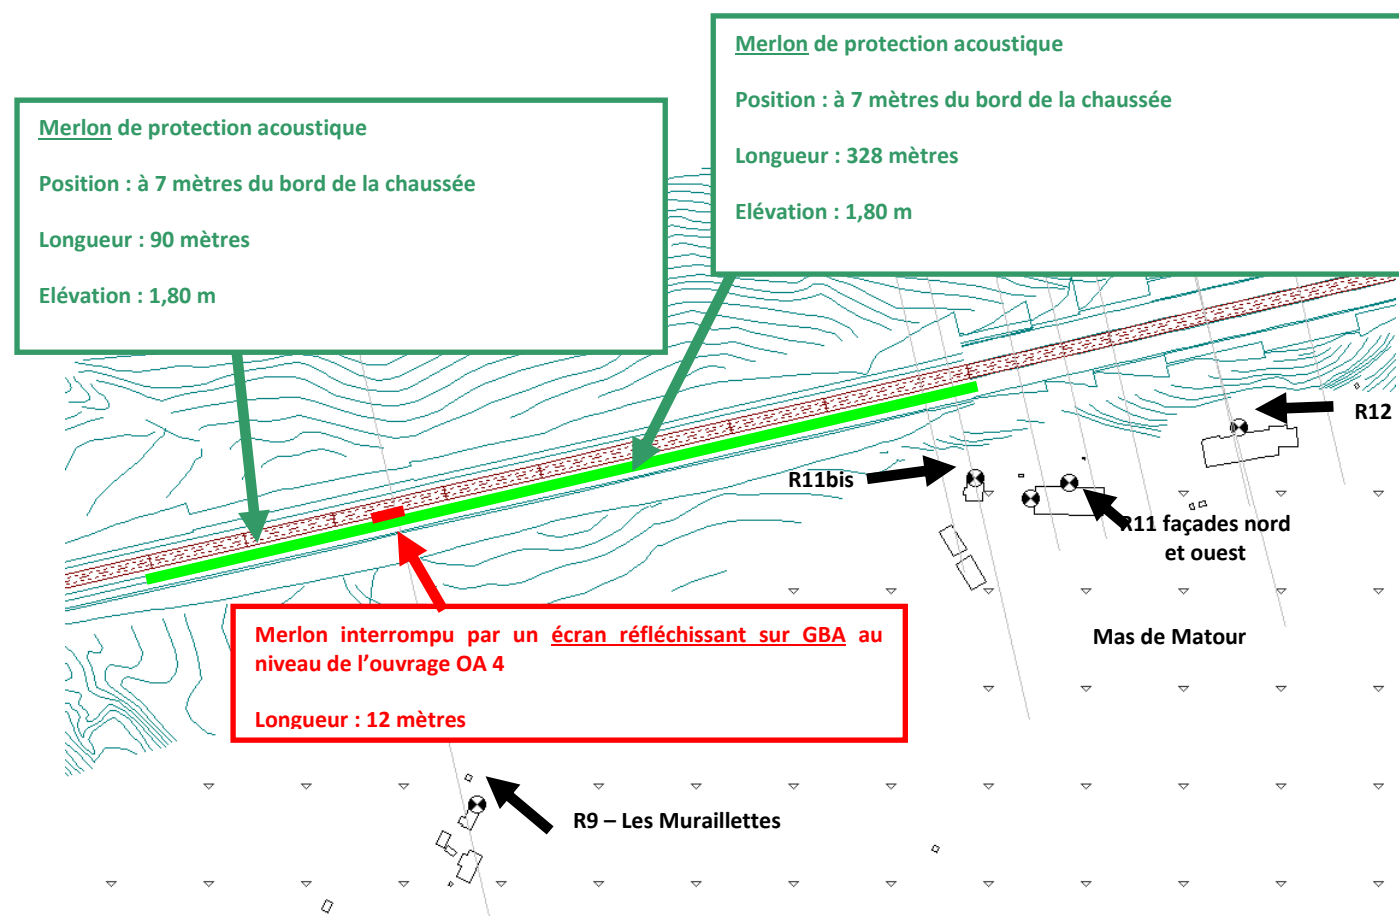 Merlon de protection acoustique
Position : à 7 mètres du bord de la chaussée
Longueur : 90 mètres
Elévation : 1,80 m
Merlon de protection acoustique
Position : à 7 mètres du bord de la chaussée
Longueur : 328 mètres
Elévation : 1,80 m
R12
R11bis
R11 façades nord
et ouest
Mas de Matour
Merlon interrompu par un écran réfléchissant sur GBA au
niveau de l’ouvrage OA 4
Longueur : 12 mètres
R9 – Les Muraillettes